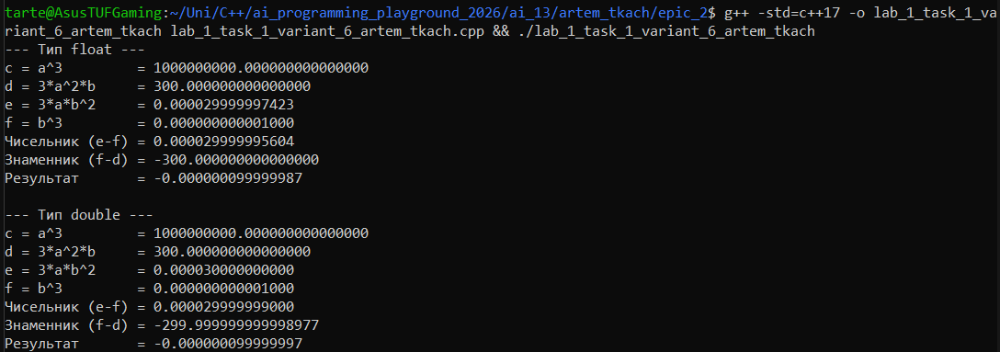 tarte@AsusTUFGaming:~/Uni/C++/ai_programming_playground_2026/ai_13/artem_tkach/epic_2$ g++ -std=c++17 -o lab_1_task_1_va
riant_6_artem_tkach lab_1_task_1_variant_6_artem_tkach.cpp && ./lab_1_task_1_variant_6_artem_tkach
--- Тип float ---
c = a^3         = 1000000000.000000000000000
d = 3*a^2*b     = 300.000000000000000
e = 3*a*b^2     = 0.000029999997423
f = b^3         = 0.000000000001000
Чисельник (e-f) = 0.000029999995604
Знаменник (f-d) = -300.000000000000000
Результат       = -0.000000099999987

--- Тип double ---
c = a^3         = 1000000000.000000000000000
d = 3*a^2*b     = 300.000000000000000
e = 3*a*b^2     = 0.000030000000000
f = b^3         = 0.000000000001000
Чисельник (e-f) = 0.000029999999000
Знаменник (f-d) = -299.999999999998977
Результат       = -0.000000099999997